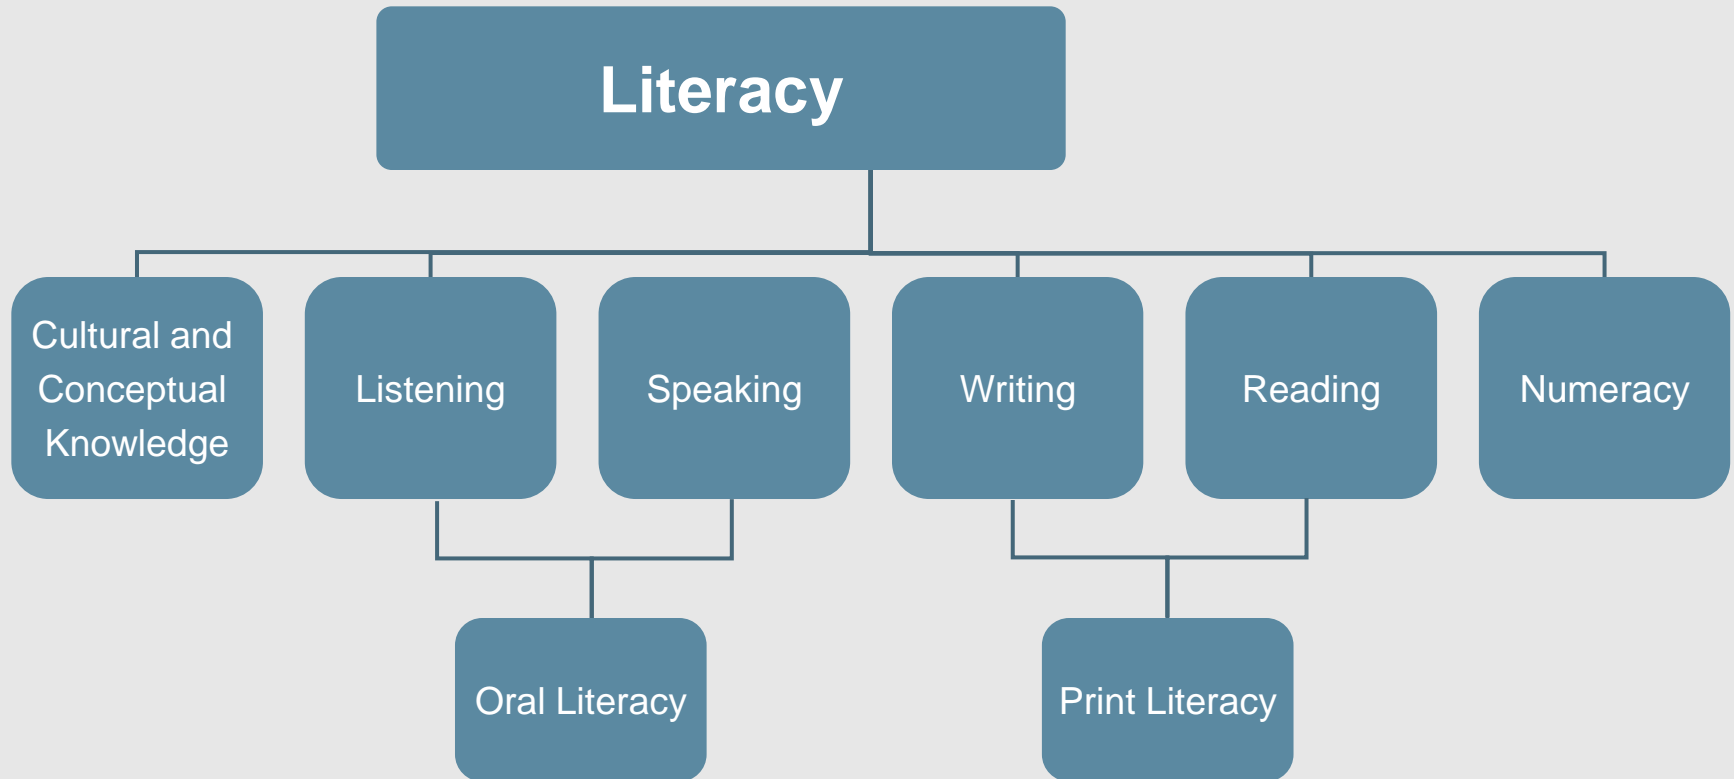 Literacy
Cultural and
Conceptual
Knowledge
Listening
Speaking
Writing
Reading
Numeracy
Oral Literacy
Print Literacy